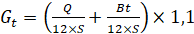 G_t = (Q / 12×S + Bt / 12×S) × 1,1